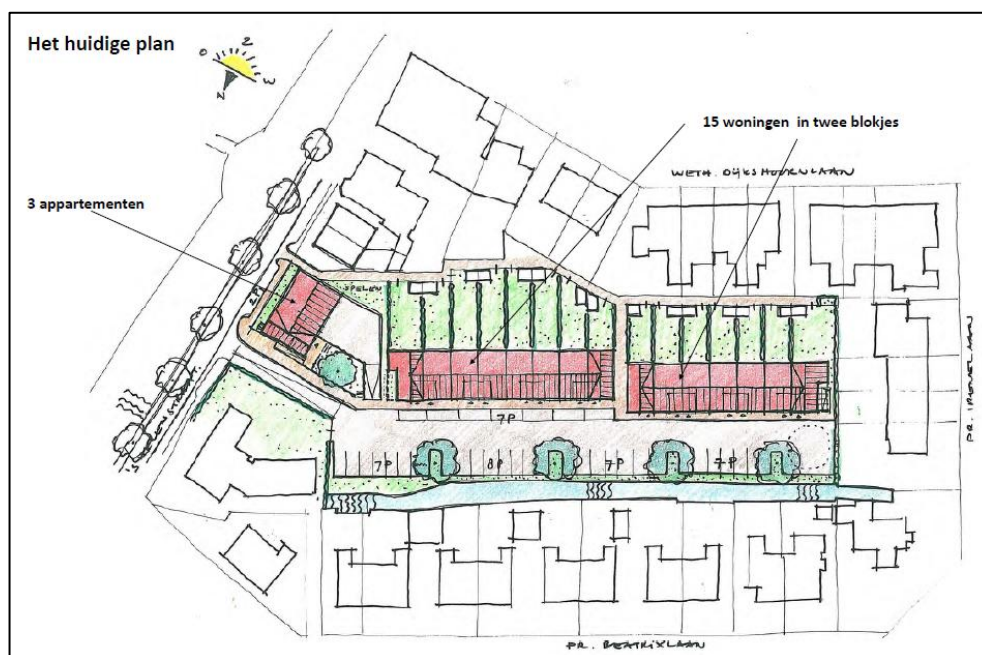 Het huidige plan
Z
O
W
N
15 woningen in twee blokjes
WETH. DIJKSHOORNLAAN
3 appartementen
2P
SPELEN
7P
7P
8P
7P
7P
PR. IRENELAAN
PR. BEATRIXLAAN